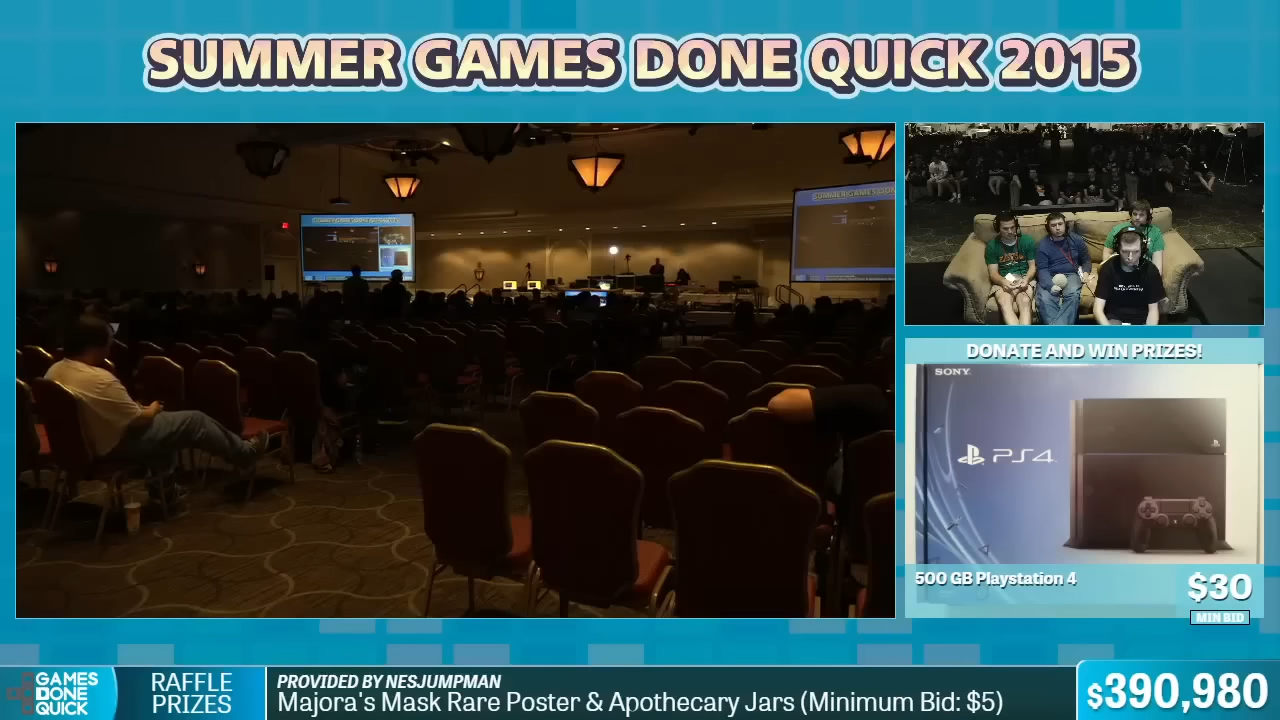 SUMMER GAMES DONE QUICK 2015
DONATE AND WIN PRIZES!
SONY
PS4
500 GB Playstation 4
$30
MIN BID
GAMES
DONE
QUICK
RAFFLE
PRIZES
PROVIDED BY NESJUMPMAN
Majora's Mask Rare Poster & Apothecary Jars (Minimum Bid: $5)
$390,980